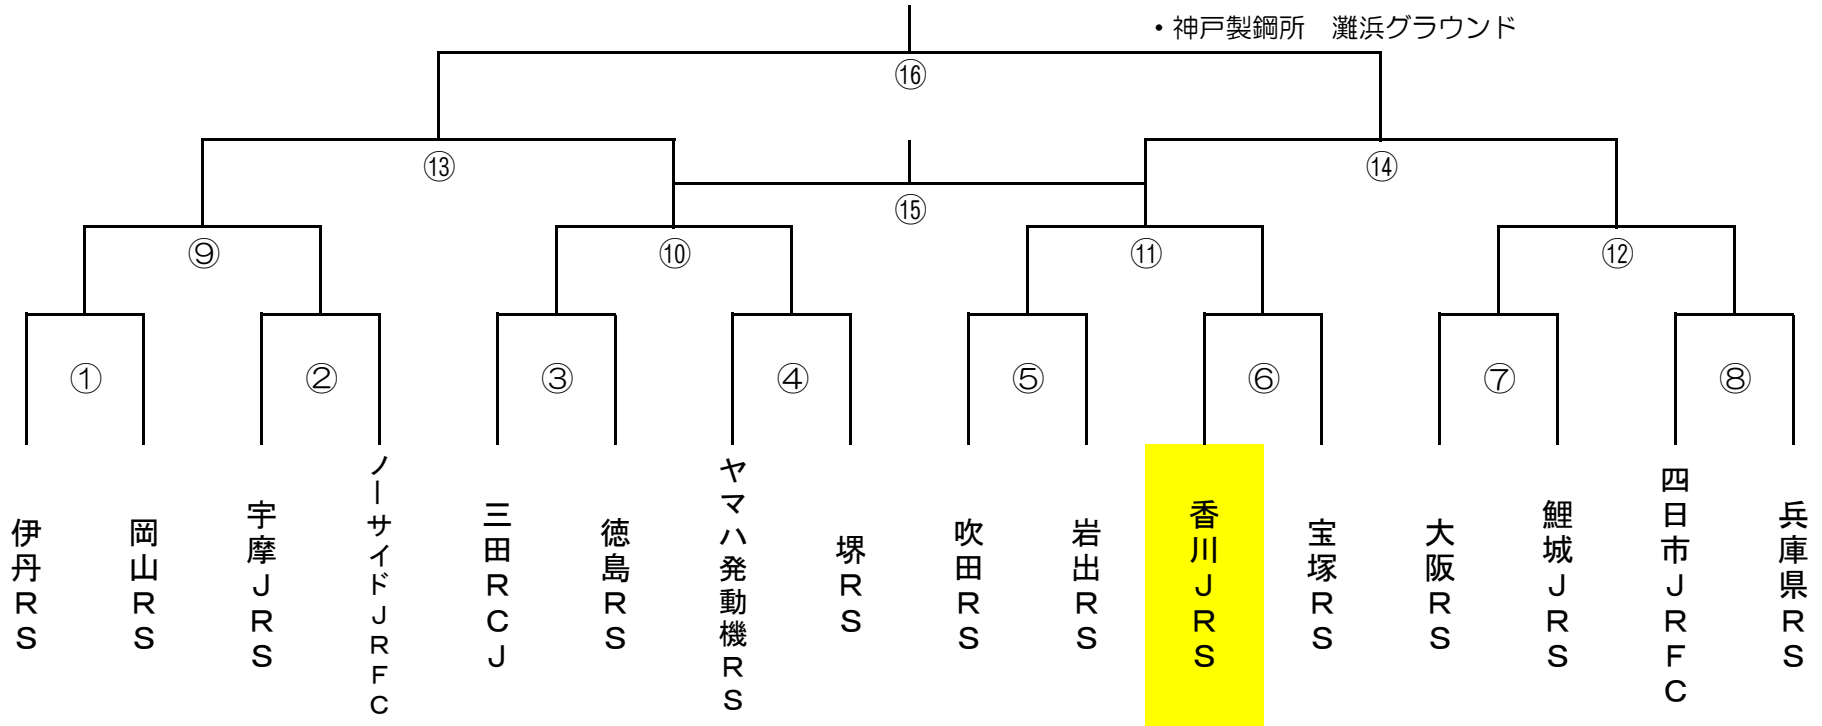 ・神戸製鋼所　灘浜グラウンド
⑯
⑬
⑭
⑮
⑨
⑩
⑪
⑫
①
②
③
④
⑤
⑥
⑦
⑧
伊丹ＲＳ
岡山ＲＳ
宇摩ＪＲＳ
ノーサイドＪＲＦＣ
三田ＲＣＪ
徳島ＲＳ
ヤマハ発動機ＲＳ
堺ＲＳ
吹田ＲＳ
岩出ＲＳ
香川ＪＲＳ
宝塚ＲＳ
大阪ＲＳ
鯉城ＪＲＳ
四日市ＪＲＦＣ
兵庫県ＲＳ